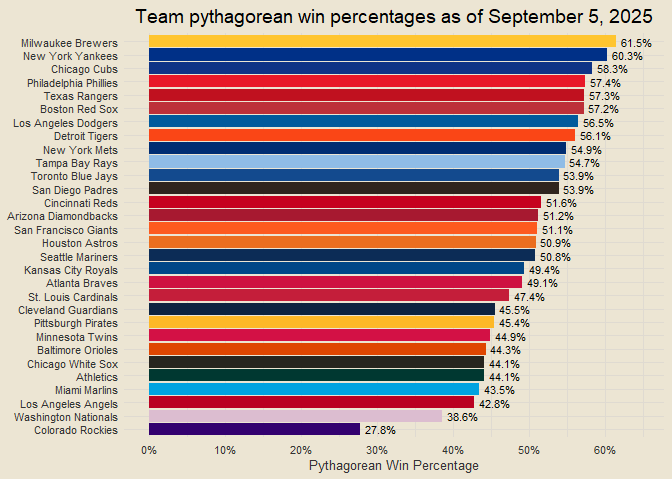 Team pythagorean win percentages as of September 5, 2025
Milwaukee Brewers 61.5%
New York Yankees 60.3%
Chicago Cubs 58.3%
Philadelphia Phillies 57.4%
Texas Rangers 57.3%
Boston Red Sox 57.2%
Los Angeles Dodgers 56.5%
Detroit Tigers 56.1%
New York Mets 54.9%
Tampa Bay Rays 54.7%
Toronto Blue Jays 53.9%
San Diego Padres 53.9%
Cincinnati Reds 51.6%
Arizona Diamondbacks 51.2%
San Francisco Giants 51.1%
Houston Astros 50.9%
Seattle Mariners 50.8%
Kansas City Royals 49.4%
Atlanta Braves 49.1%
St. Louis Cardinals 47.4%
Cleveland Guardians 45.5%
Pittsburgh Pirates 45.4%
Minnesota Twins 44.9%
Baltimore Orioles 44.3%
Chicago White Sox 44.1%
Athletics 44.1%
Miami Marlins 43.5%
Los Angeles Angels 42.8%
Washington Nationals 38.6%
Colorado Rockies 27.8%
0% 10% 20% 30% 40% 50% 60%
Pythagorean Win Percentage